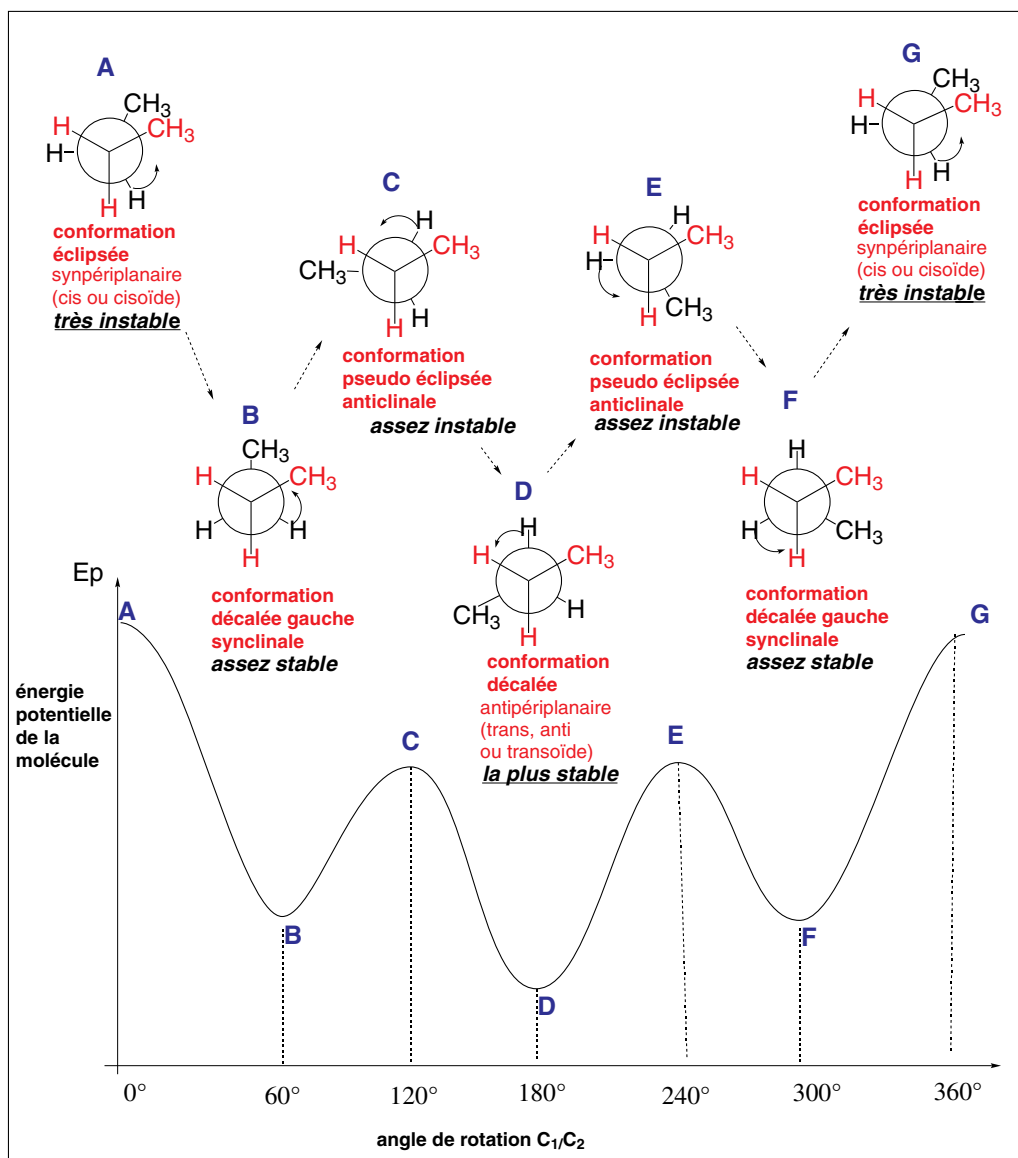 A
CH3
H
CH3
H
H
H
conformation
éclipsée
synpériplanaire
(cis ou cisoïde)
très instable
C
H
H
CH3
CH3
H
H
conformation
pseudo éclipsée
anticlinale
assez instable
E
H
H
CH3
H
H
CH3
conformation
pseudo éclipsée
anticlinale
assez instable
G
CH3
H
CH3
H
H
H
conformation
éclipsée
synpériplanaire
(cis ou cisoïde)
très instable
B
CH3
H
CH3
H
H
H
conformation
décalée gauche
synclinale
assez stable
D
H
H
CH3
CH3
H
H
conformation
décalée
antipériplanaire
(trans, anti
ou transoïde)
la plus stable
F
H
H
CH3
H
CH3
H
conformation
décalée gauche
synclinale
assez stable
Ep
A
énergie
potentielle
de la
molécule
B
C
D
E
F
G
0°
60°
120°
180°
240°
300°
360°
angle de rotation C1/C2